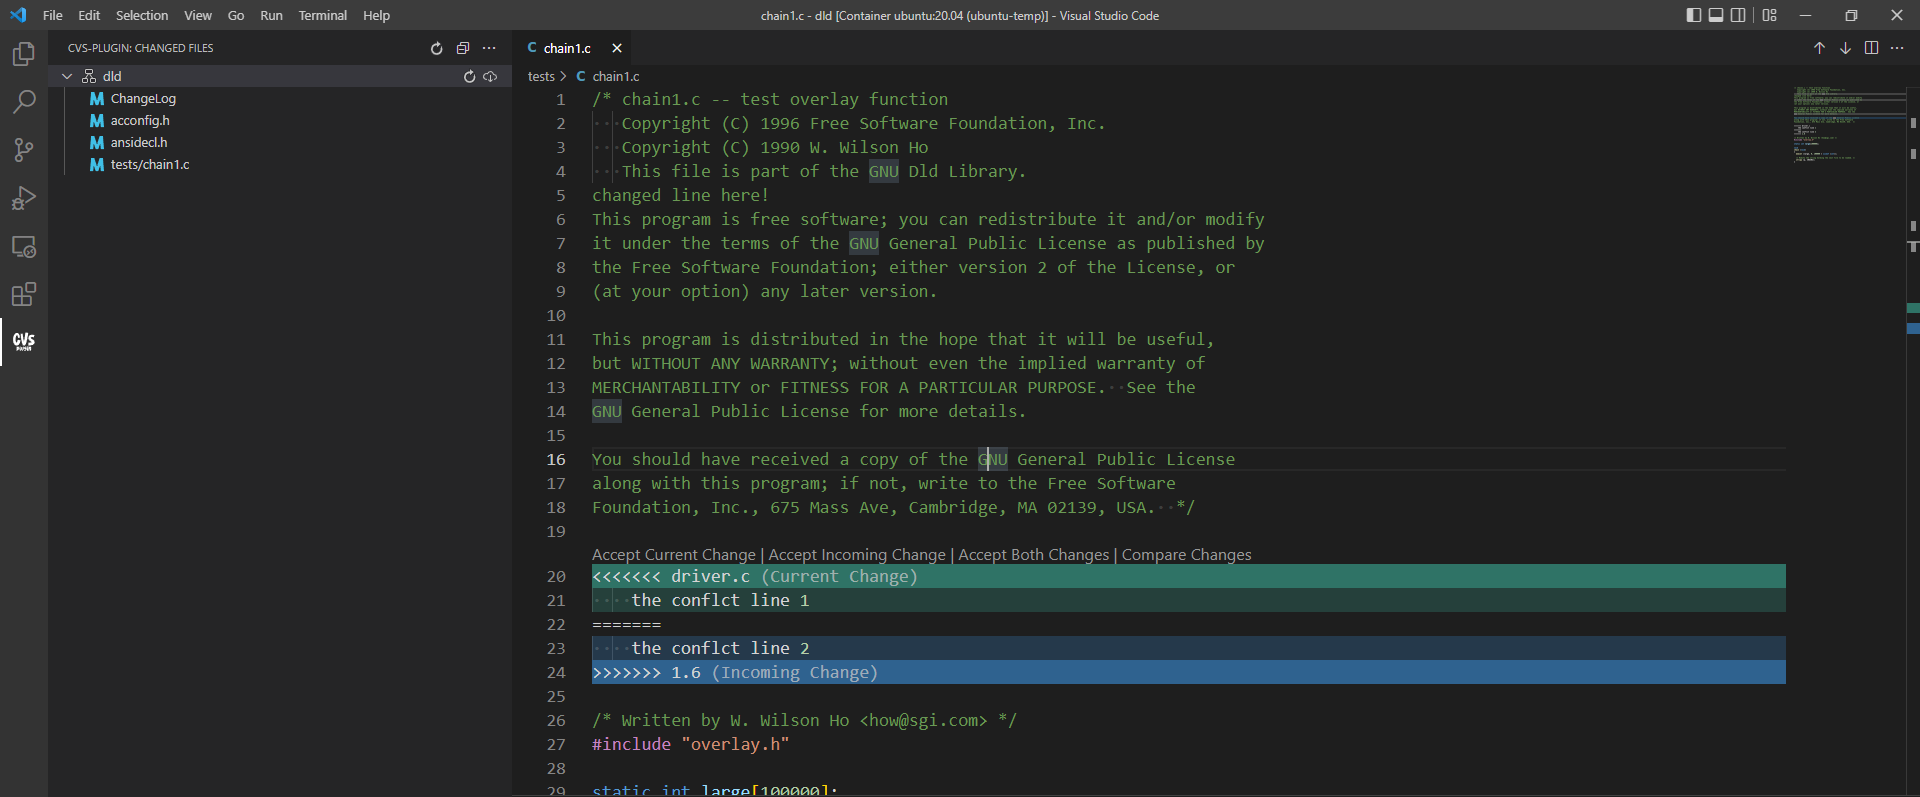 File Edit Selection View Go Run Terminal Help
chain1.c - dld [Container ubuntu:20.04 (ubuntu-temp)] - Visual Studio Code
CVS-PLUGIN: CHANGED FILES
dld
M ChangeLog
M acconfig.h
M ansidecl.h
M tests/chain1.c
CVS
PLUGIN
C chain1.c
tests > C chain1.c
1 /* chain1.c -- test overlay function
2 Copyright (C) 1996 Free Software Foundation, Inc.
3 Copyright (C) 1990 W. Wilson Ho
4 This file is part of the GNU Dld Library.
5 changed line here!
6 This program is free software; you can redistribute it and/or modify
7 it under the terms of the GNU General Public License as published by
8 the Free Software Foundation; either version 2 of the License, or
9 (at your option) any later version.
10
11 This program is distributed in the hope that it will be useful,
12 but WITHOUT ANY WARRANTY; without even the implied warranty of
13 MERCHANTABILITY or FITNESS FOR A PARTICULAR PURPOSE. See the
14 GNU General Public License for more details.
15
16 You should have received a copy of the GNU General Public License
17 along with this program; if not, write to the Free Software
18 Foundation, Inc., 675 Mass Ave, Cambridge, MA 02139, USA. */
19
Accept Current Change | Accept Incoming Change | Accept Both Changes | Compare Changes
20 <<<<<<< driver.c (Current Change)
21 the conflct line 1
22 =======
23 the conflct line 2
24 >>>>>>> 1.6 (Incoming Change)
25
26 /* Written by W. Wilson Ho <how@sgi.com> */
27 #include "overlay.h"
28
29 static int large[100000];